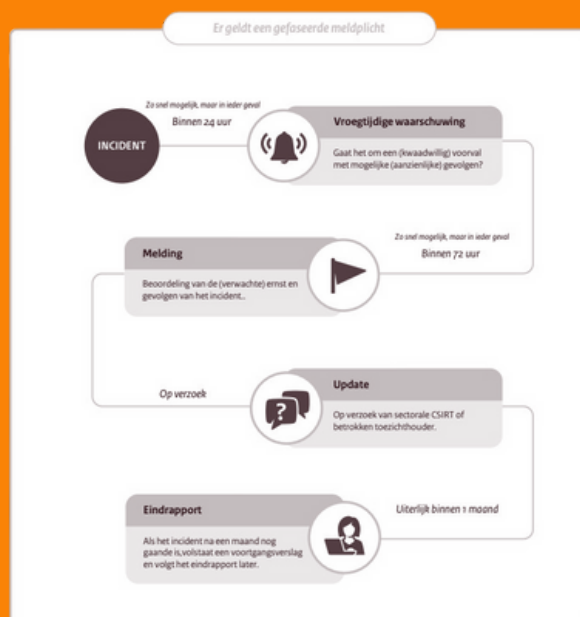 Er geldt een gefaseerde meldplicht
Zo snel mogelijk, maar in ieder geval
Binnen 24 uur
INCIDENT
Vroegtijdige waarschuwing
Gaat het om een (kwaadwillig) voorval
met mogelijke (aanzienlijke) gevolgen?
Zo snel mogelijk, maar in ieder geval
Binnen 72 uur
Melding
Beoordeling van de (verwachte) ernst en
gevolgen van het incident..
Op verzoek
?
Update
Op verzoek van sectorale CSIRT of
betrokken toezichthouder.
Uiterlijk binnen 1 maand
Eindrapport
Als het incident na een maand nog
gaande is,volstaat een voortgangsverslag
en volgt het eindrapport later.